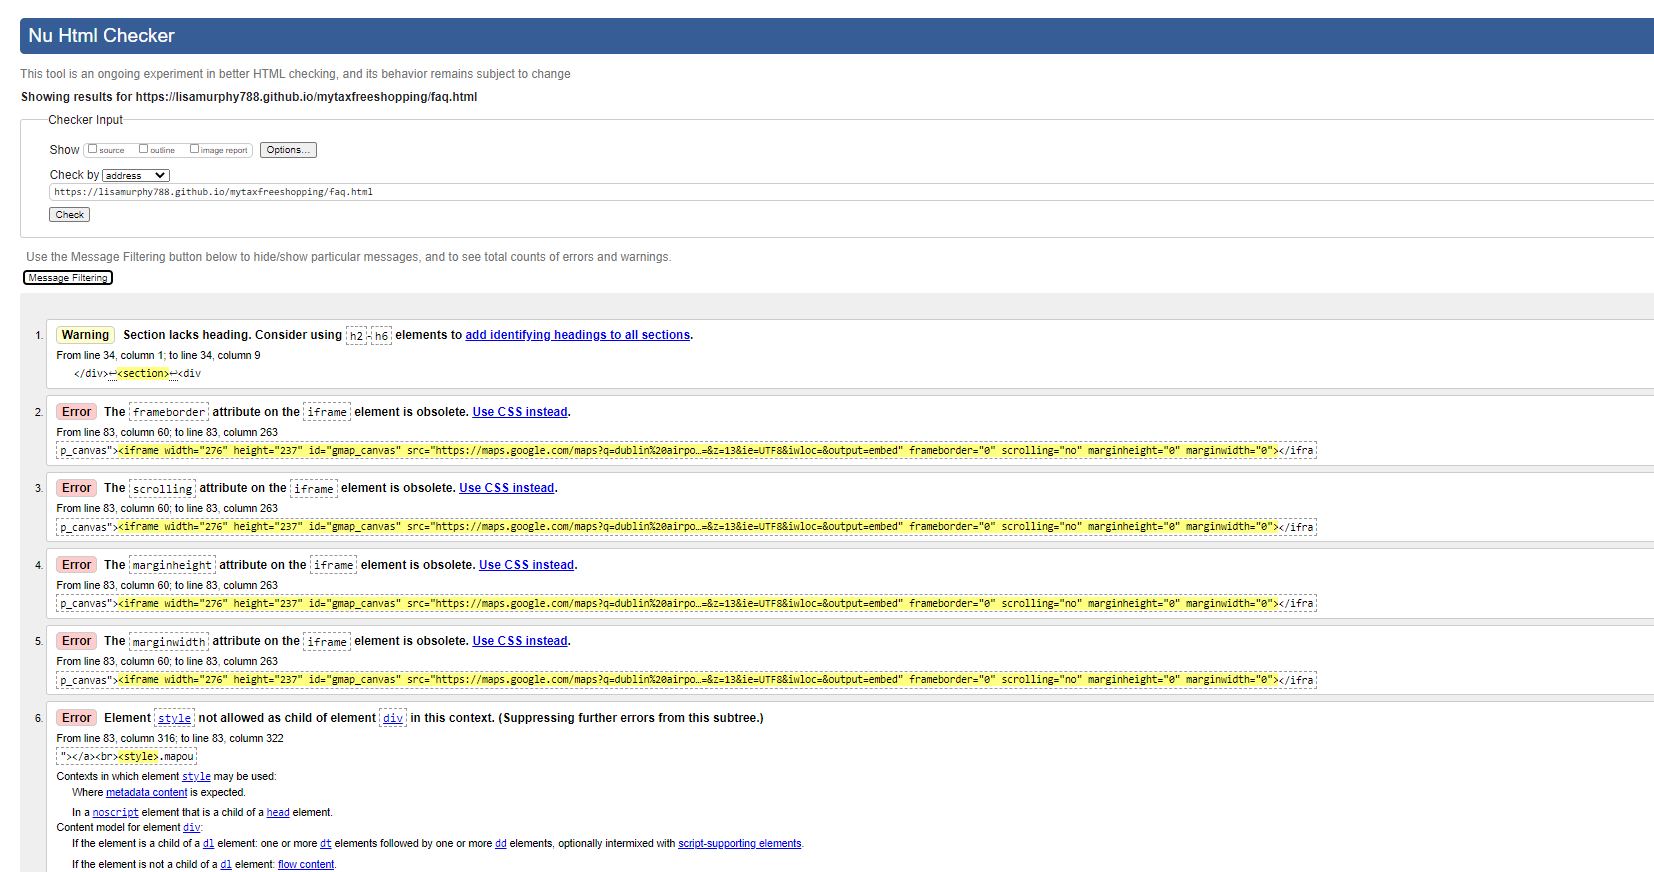 Nu Html Checker
This tool is an ongoing experiment in better HTML checking, and its behavior remains subject to change
Showing results for https://lisamurphy788.github.io/mytaxfreeshopping/faq.html
Checker Input
Show source outline image report Options...
Check by address
https://lisamurphy788.github.io/mytaxfreeshopping/faq.html
Check
Use the Message Filtering button below to hide/show particular messages, and to see total counts of errors and warnings.
Message Filtering
1. Warning Section lacks heading. Consider using h2-h6 elements to add identifying headings to all sections.
From line 34, column 1; to line 34, column 9
</div>↩<section>↩<div
2. Error The frameborder attribute on the iframe element is obsolete. Use CSS instead.
From line 83, column 60; to line 83, column 263
p_canvas"><iframe width="276" height="237" id="gmap_canvas" src="https://maps.google.com/maps?q=dublin%20airpo…=&z=13&ie=UTF8&iwloc=&output=embed" frameborder="0" scrolling="no" marginheight="0" marginwidth="0"></ifra
3. Error The scrolling attribute on the iframe element is obsolete. Use CSS instead.
From line 83, column 60; to line 83, column 263
p_canvas"><iframe width="276" height="237" id="gmap_canvas" src="https://maps.google.com/maps?q=dublin%20airpo…=&z=13&ie=UTF8&iwloc=&output=embed" frameborder="0" scrolling="no" marginheight="0" marginwidth="0"></ifra
4. Error The marginheight attribute on the iframe element is obsolete. Use CSS instead.
From line 83, column 60; to line 83, column 263
p_canvas"><iframe width="276" height="237" id="gmap_canvas" src="https://maps.google.com/maps?q=dublin%20airpo…=&z=13&ie=UTF8&iwloc=&output=embed" frameborder="0" scrolling="no" marginheight="0" marginwidth="0"></ifra
5. Error The marginwidth attribute on the iframe element is obsolete. Use CSS instead.
From line 83, column 60; to line 83, column 263
p_canvas"><iframe width="276" height="237" id="gmap_canvas" src="https://maps.google.com/maps?q=dublin%20airpo…=&z=13&ie=UTF8&iwloc=&output=embed" frameborder="0" scrolling="no" marginheight="0" marginwidth="0"></ifra
6. Error Element style not allowed as child of element div in this context. (Suppressing further errors from this subtree.)
From line 83, column 316; to line 83, column 322
"></a><br><style>.mapou
Contexts in which element style may be used:
Where metadata content is expected.
In a noscript element that is a child of a head element.
Content model for element div:
If the element is a child of a dl element: one or more dt elements followed by one or more dd elements, optionally intermixed with script-supporting elements.
If the element is not a child of a dl element: flow content.